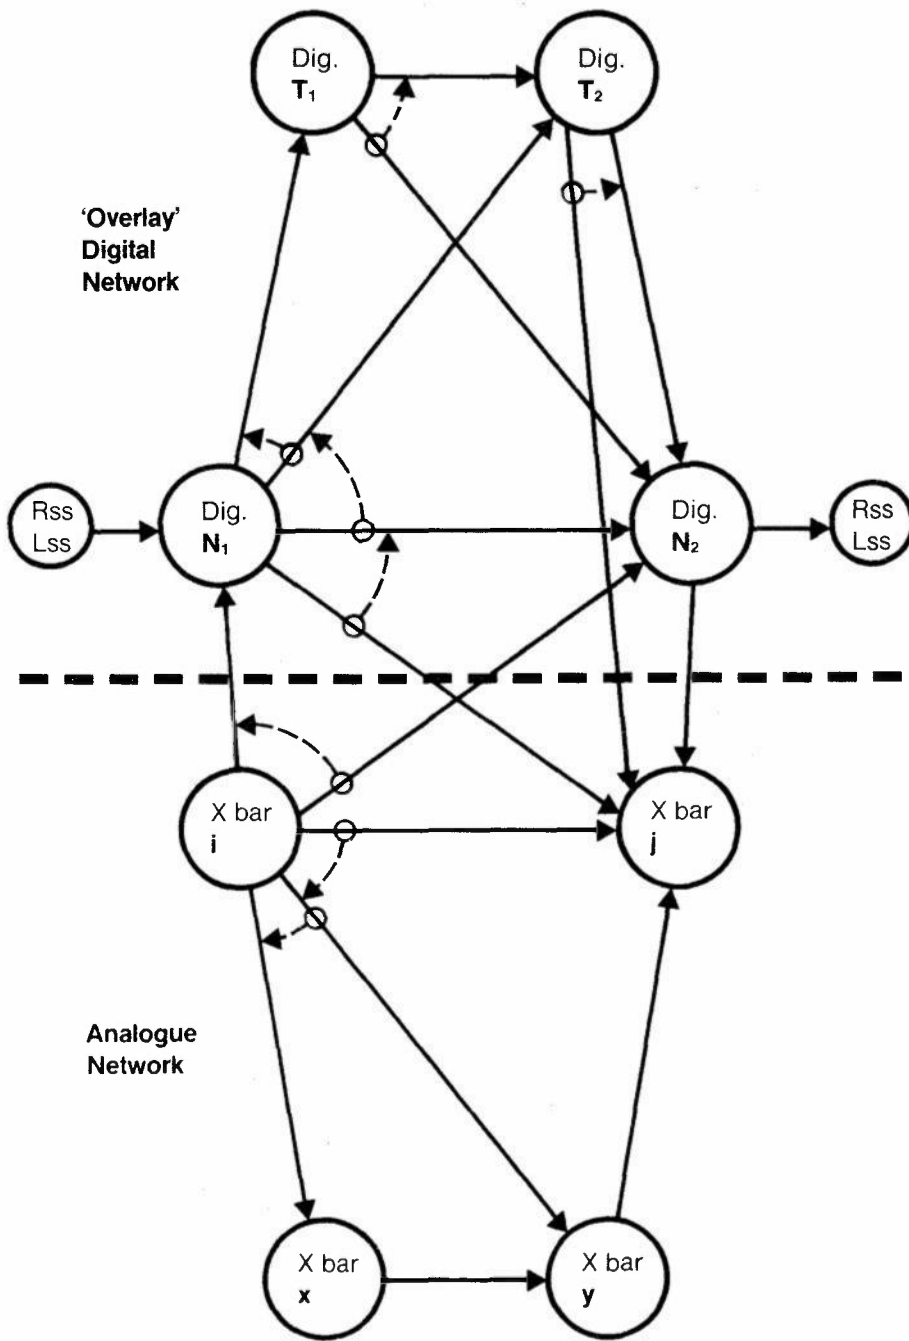 Dig.
T₁
Dig.
T₂
'Overlay'
Digital
Network
Rss
Lss
Dig.
N₁
Dig.
N₂
Rss
Lss
X bar
i
X bar
j
Analogue
Network
X bar
x
X bar
y